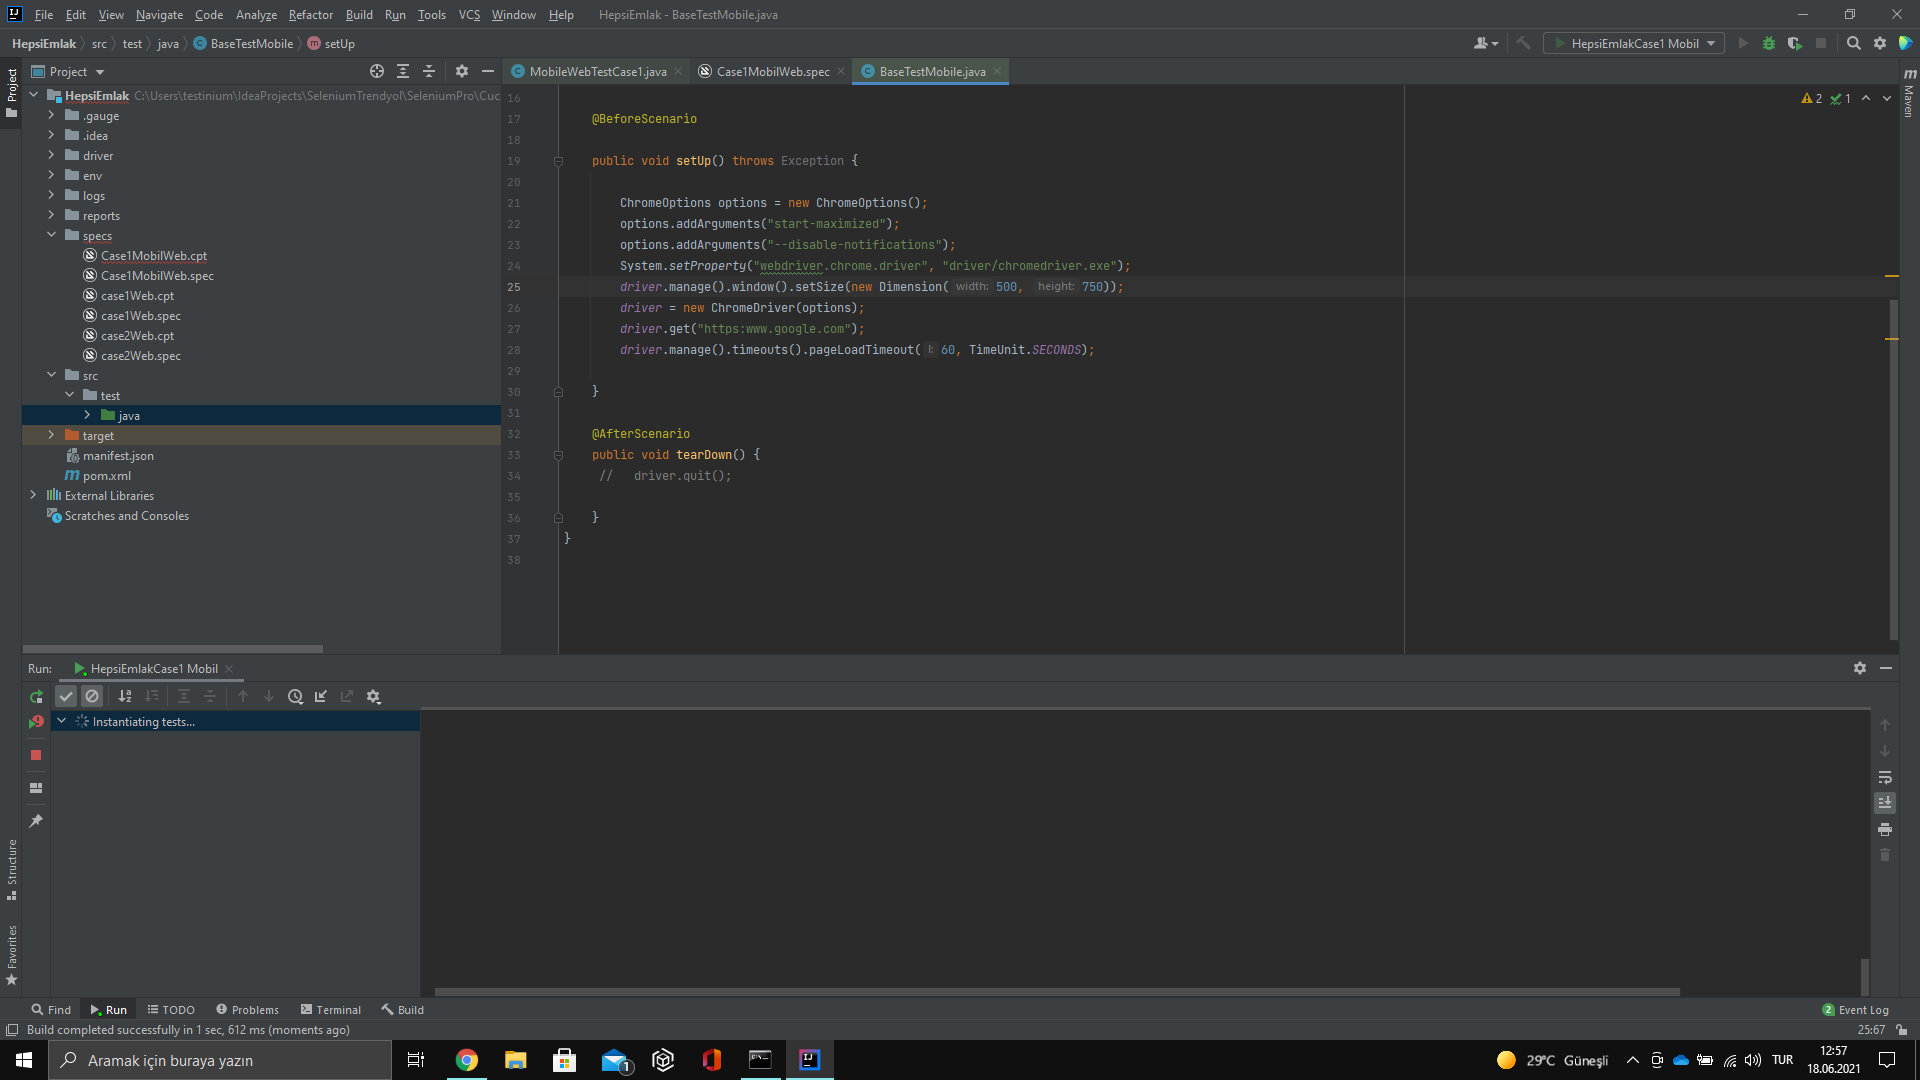 File Edit View Navigate Code Analyze Refactor Build Run Tools VCS Window Help HepsiEmlak - BaseTestMobile.java
HepsiEmlak src test java BaseTestMobile setUp
HepsiEmlakCase1 Mobil
Project
MobileWebTestCase1.java Case1MobilWeb.spec BaseTestMobile.java
HepsiEmlak C:\Users\testinium\IdeaProjects\SeleniumTrendyol\SeleniumPro\Cuc
.gauge
.idea
driver
env
logs
reports
specs
Case1MobilWeb.cpt
Case1MobilWeb.spec
case1Web.cpt
case1Web.spec
case2Web.cpt
case2Web.spec
src
test
java
target
manifest.json
pom.xml
External Libraries
Scratches and Consoles
Project
Structure
Favorites
2 1
m
Maven
16
17 @BeforeScenario
18
19 public void setUp() throws Exception {
20
21 ChromeOptions options = new ChromeOptions();
22 options.addArguments("start-maximized");
23 options.addArguments("--disable-notifications");
24 System.setProperty("webdriver.chrome.driver", "driver/chromedriver.exe");
25 driver.manage().window().setSize(new Dimension( width: 500, height: 750));
26 driver = new ChromeDriver(options);
27 driver.get("https:www.google.com");
28 driver.manage().timeouts().pageLoadTimeout( l: 60, TimeUnit.SECONDS);
29
30 }
31
32 @AfterScenario
33 public void tearDown() {
34 // driver.quit();
35
36 }
37 }
38
Run: HepsiEmlakCase1 Mobil
Instantiating tests...
Find Run TODO Problems Terminal Build 2 Event Log
Build completed successfully in 1 sec, 612 ms (moments ago) 25:67
Aramak için buraya yazın
1
29°C Güneşli
TUR
12:57
18.06.2021